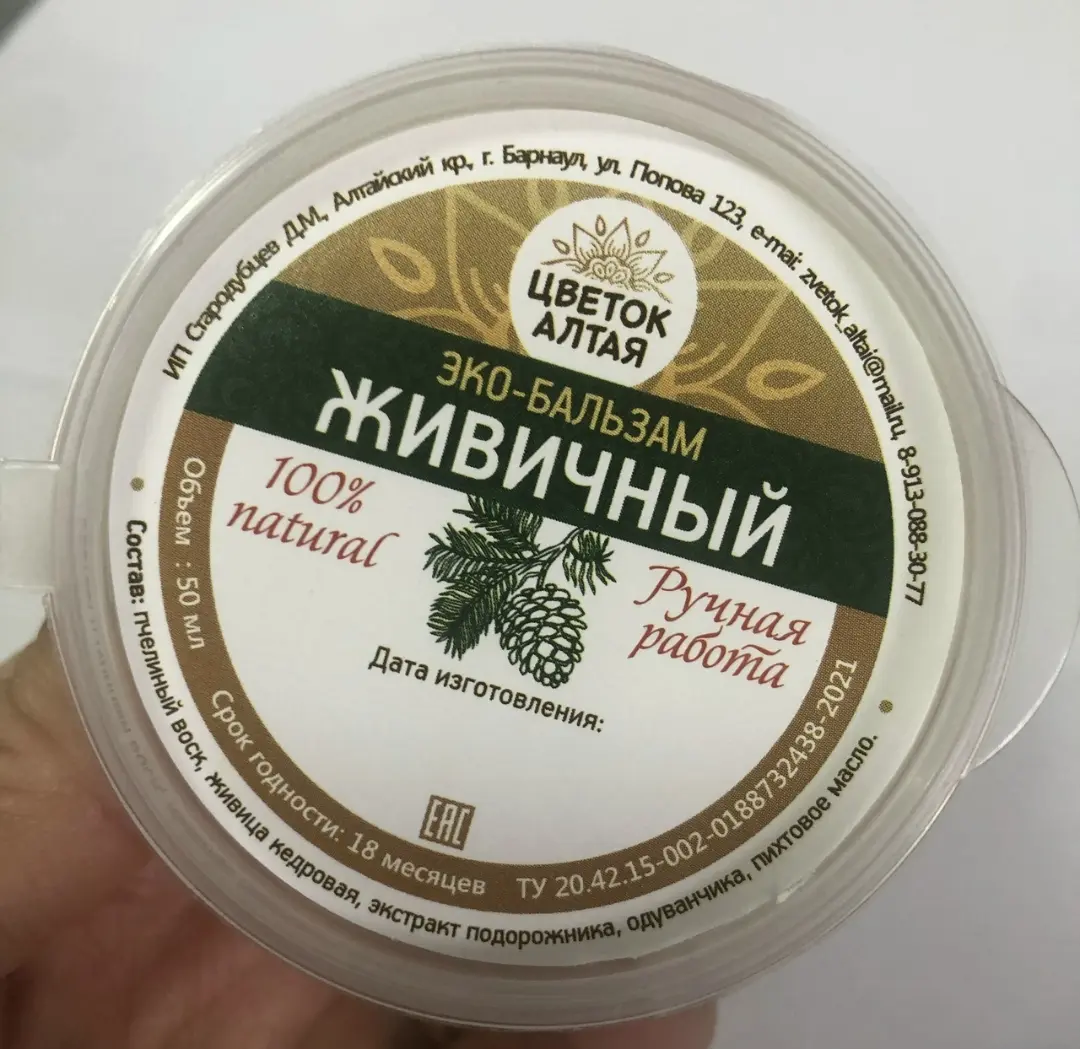 ИП Стародубцев Д.М., Алтайский кр., г. Барнаул, ул. Попова 123, e-mai: zvetok_altai@mail.ru, 8-913-088-30-77
ЦВЕТОК
АЛТАЯ
ЭКО-БАЛЬЗАМ
ЖИВИЧНЫЙ
100%
natural
Ручная
работа
Дата изготовления:
EAC
Объем : 50 мл
Срок годности: 18 месяцев
ТУ 20.42.15-002-0188732438-2021
Состав: пчелиный воск, живица кедровая, экстракт подорожника, одуванчика, пихтовое масло.